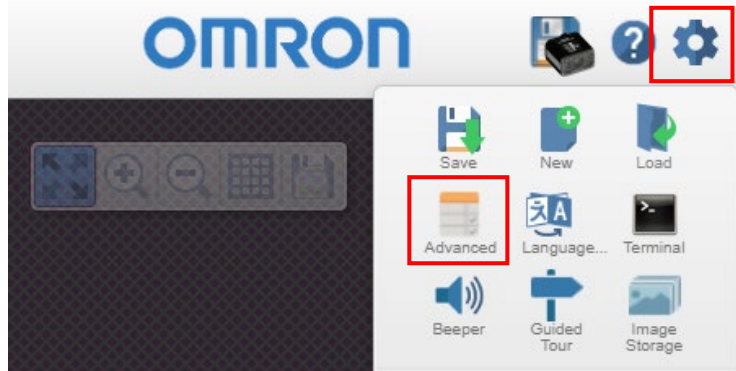 OMRON
?
Save New Load
Advanced Language... Terminal
Beeper Guided Tour Image Storage